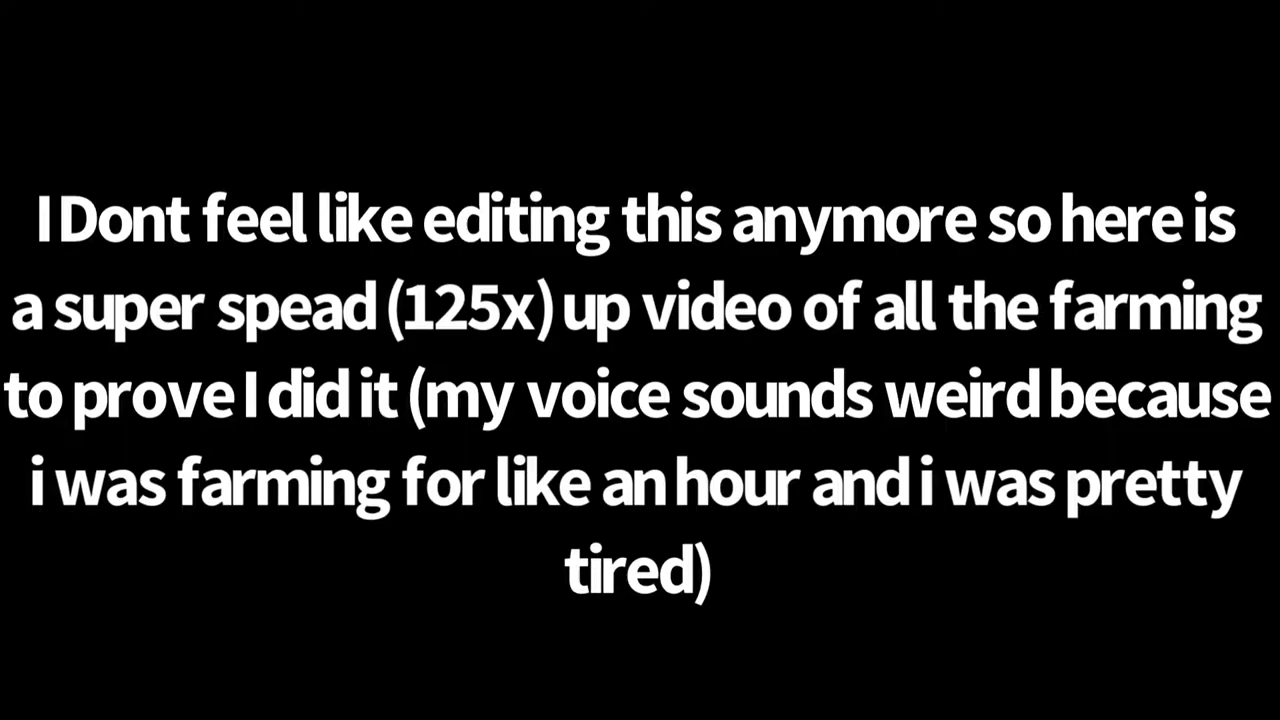 I Dont feel like editing this anymore so here is
a super spead (125x) up video of all the farming
to prove I did it (my voice sounds weird because
i was farming for like an hour and i was pretty
tired)